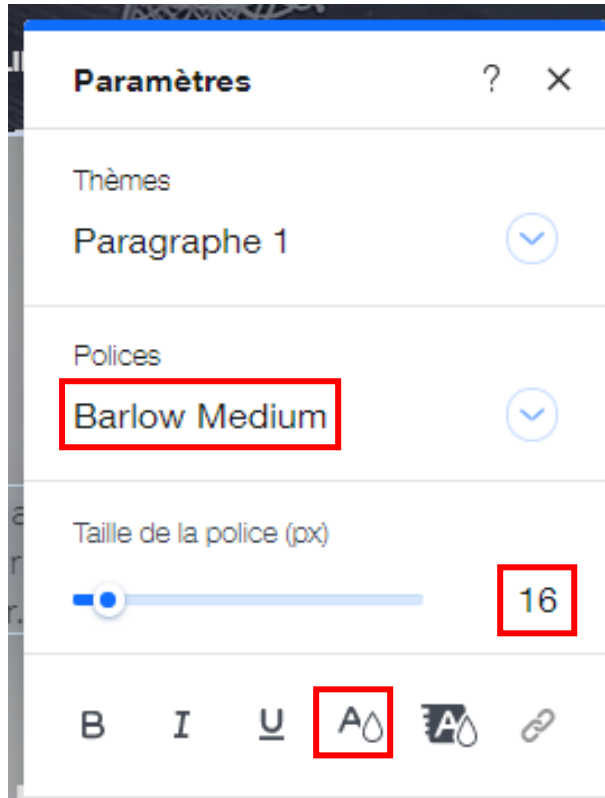 Paramètres ? ×
Thèmes
Paragraphe 1
Polices
Barlow Medium
Taille de la police (px)
16
B I U A A